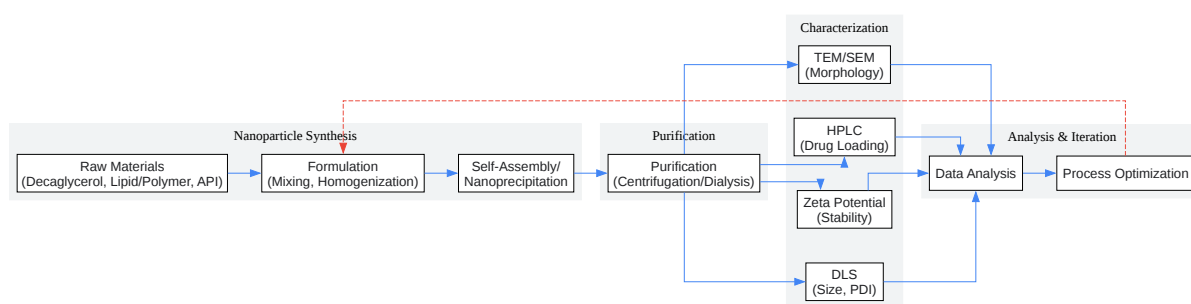 Characterization
TEM/SEM
(Morphology)
Nanoparticle Synthesis
Purification
HPLC
(Drug Loading)
Analysis & Iteration
Raw Materials
(Decaglycerol, Lipid/Polymer, API)
Formulation
(Mixing, Homogenization)
Self-Assembly/
Nanoprecipitation
Purification
(Centrifugation/Dialysis)
Data Analysis
Process Optimization
Zeta Potential
(Stability)
DLS
(Size, PDI)